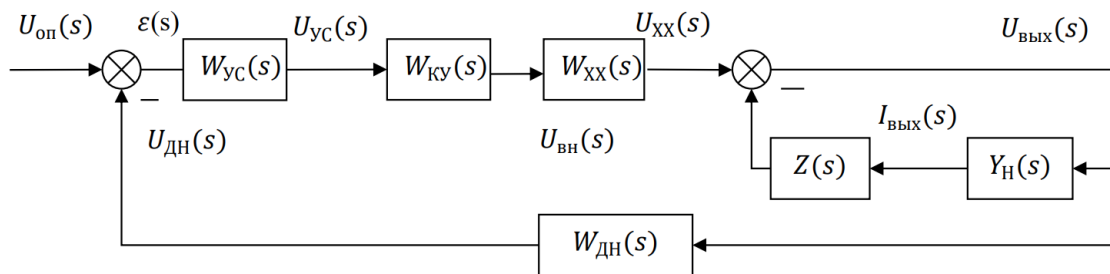 U_оп(s)
ε(s)
U_УС(s)
U_ХХ(s)
U_вых(s)
W_УС(s)
W_КУ(s)
W_ХХ(s)
−
−
U_ДН(s)
U_вн(s)
I_вых(s)
Z(s)
Y_Н(s)
W_ДН(s)